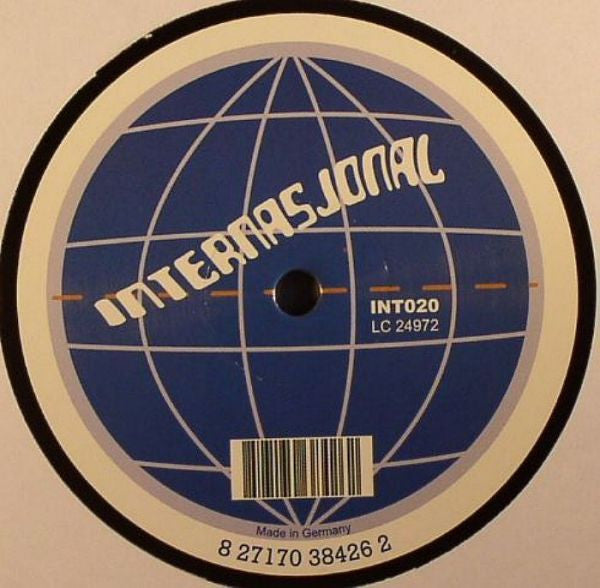 INTERNASJONAL
INT020
LC 24972
Made in Germany
8 27170 38426 2